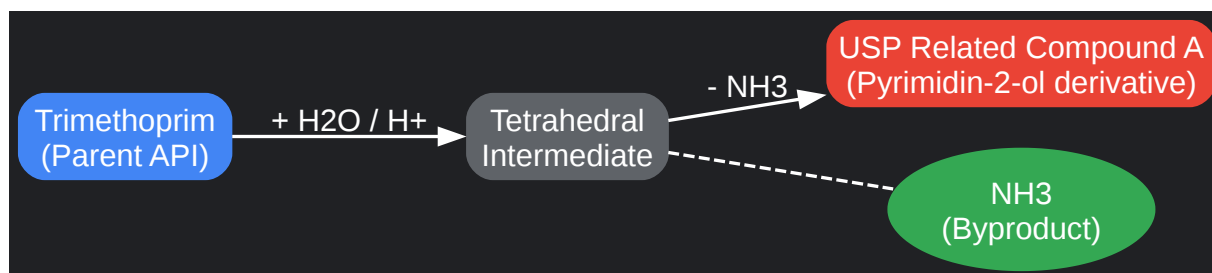 Trimethoprim
(Parent API)
+ H2O / H+
Tetrahedral
Intermediate
- NH3
USP Related Compound A
(Pyrimidin-2-ol derivative)
NH3
(Byproduct)